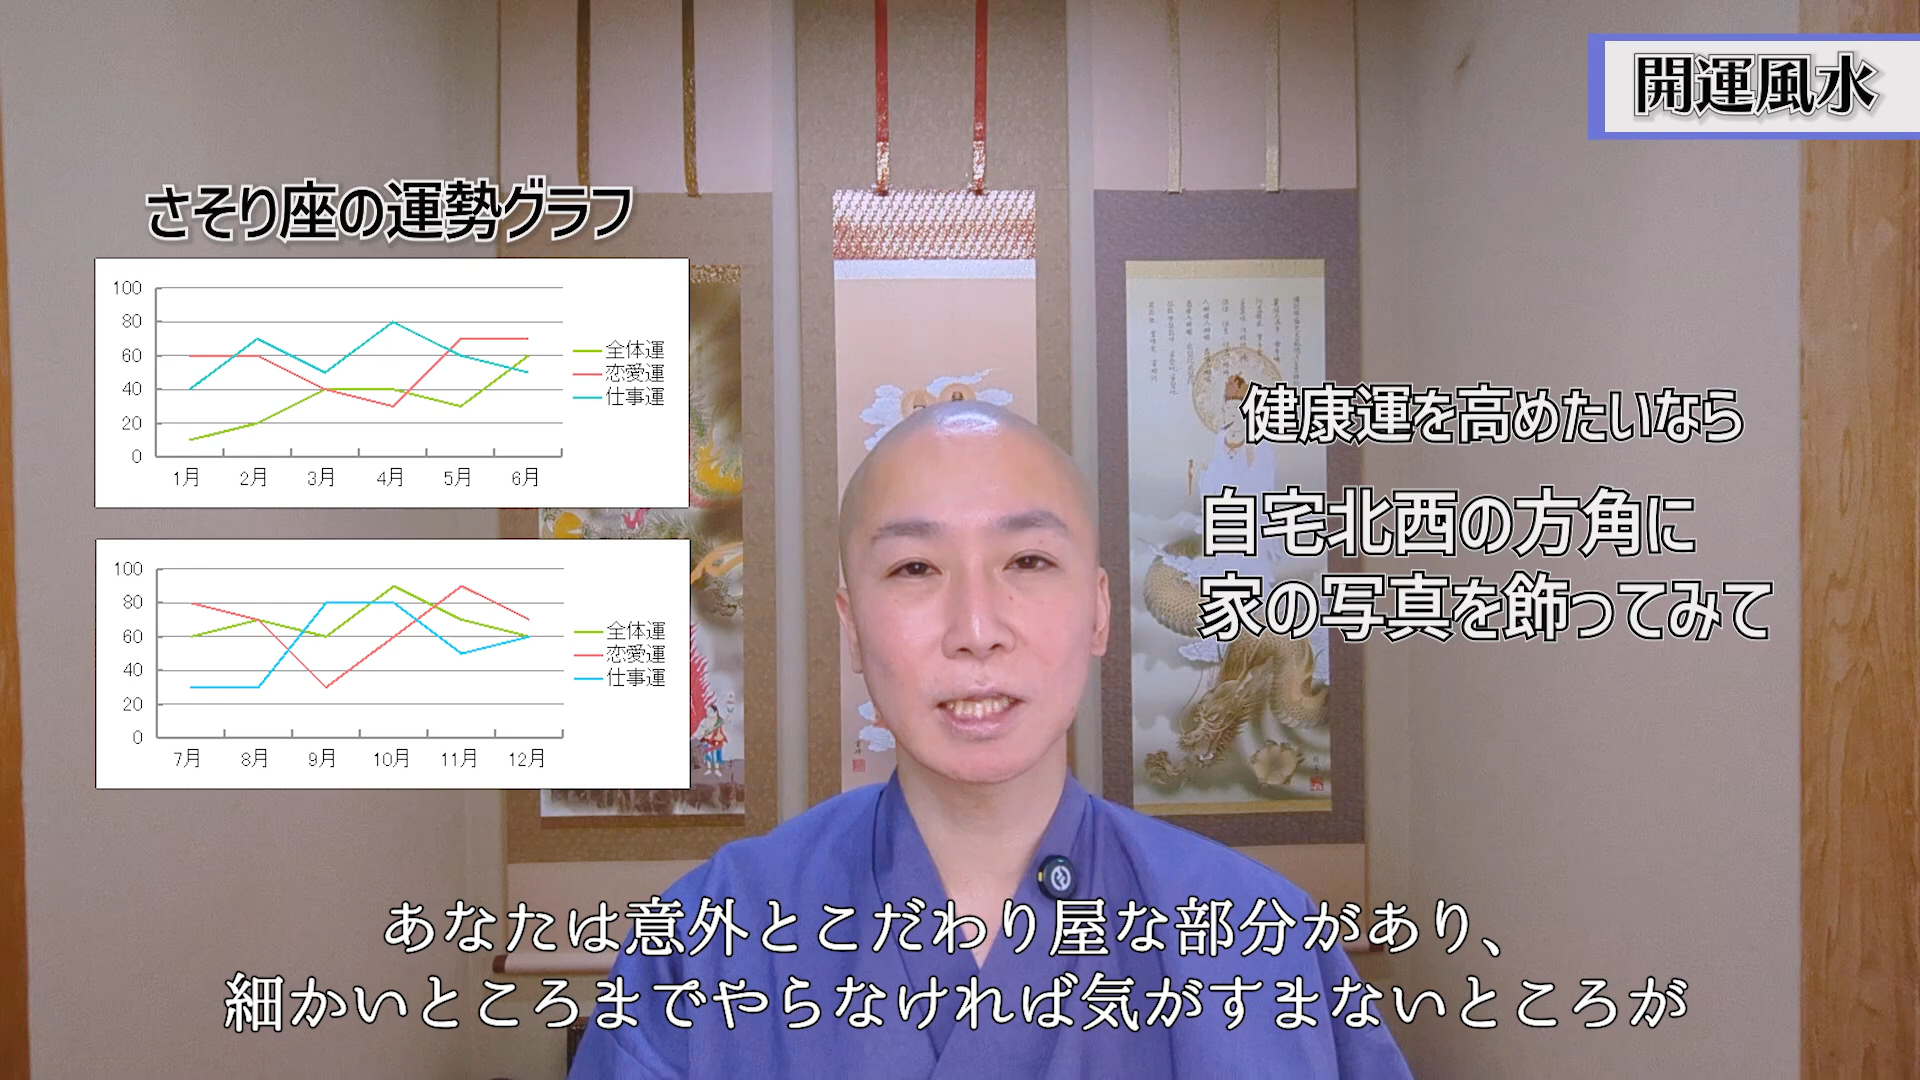 開運風水
さそり座の運勢グラフ
100
80
60
40
20
0
1月 2月 3月 4月 5月 6月
全体運
恋愛運
仕事運
100
80
60
40
20
0
7月 8月 9月 10月 11月 12月
全体運
恋愛運
仕事運
健康運を高めたいなら
自宅北西の方角に
家の写真を飾ってみて
あなたは意外とこだわり屋な部分があり、
細かいところまでやらなければ気がすまないところが